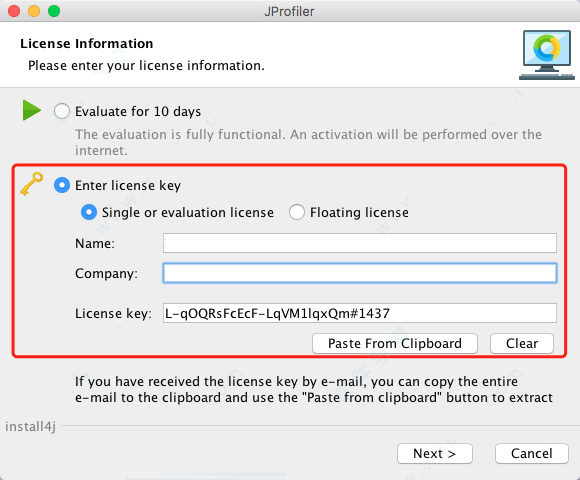 JProfiler
License Information
Please enter your license information.
Evaluate for 10 days
The evaluation is fully functional. An activation will be performed over the
internet.
Enter license key
Single or evaluation license
Floating license
Name:
Company:
License key: L-qOQRsFcEcF-LqVM1lqxQm#1437
Paste From Clipboard
Clear
If you have received the license key by e-mail, you can copy the entire
e-mail to the clipboard and use the "Paste from clipboard" button to extract
install4j
Next >
Cancel